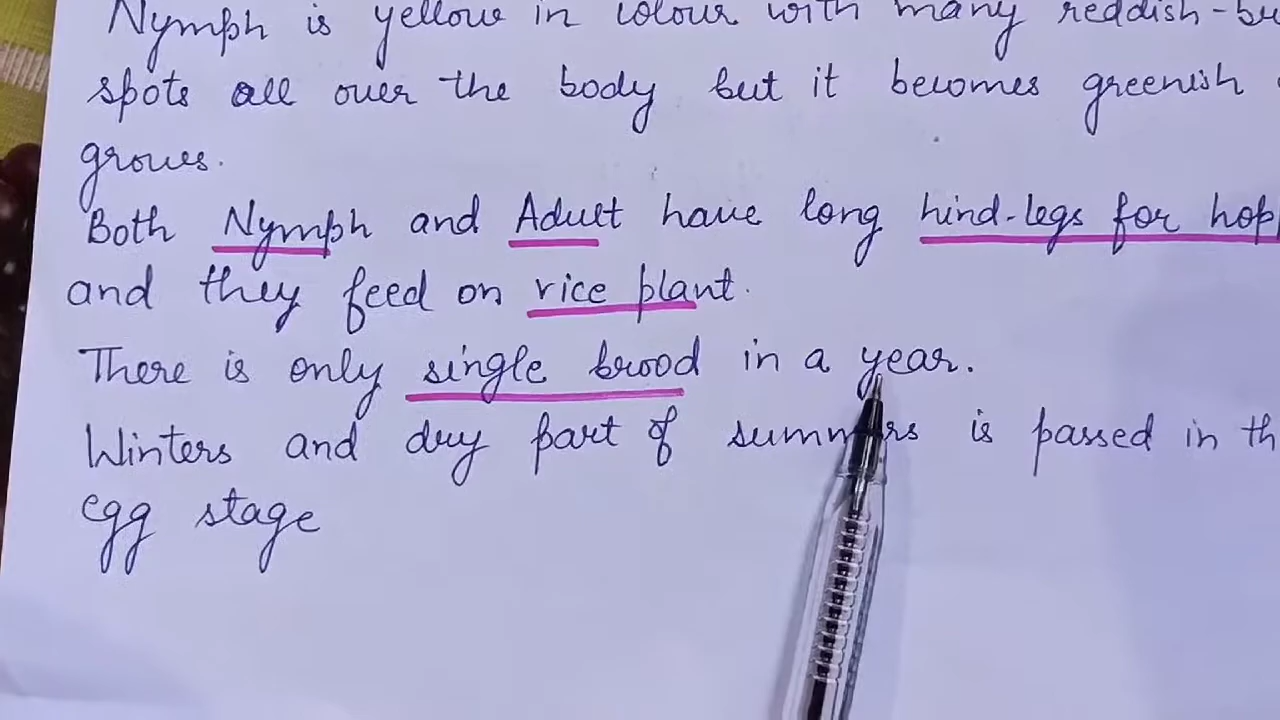 Nymph is yellow in colour with many reddish-
spots all over the body but it becomes greenish
grows.
Both Nymph and Adult have long hind-legs for
and they feed on rice plant.
There is only single brood in a year.
Winters and dry part of summers is passed in
egg stage